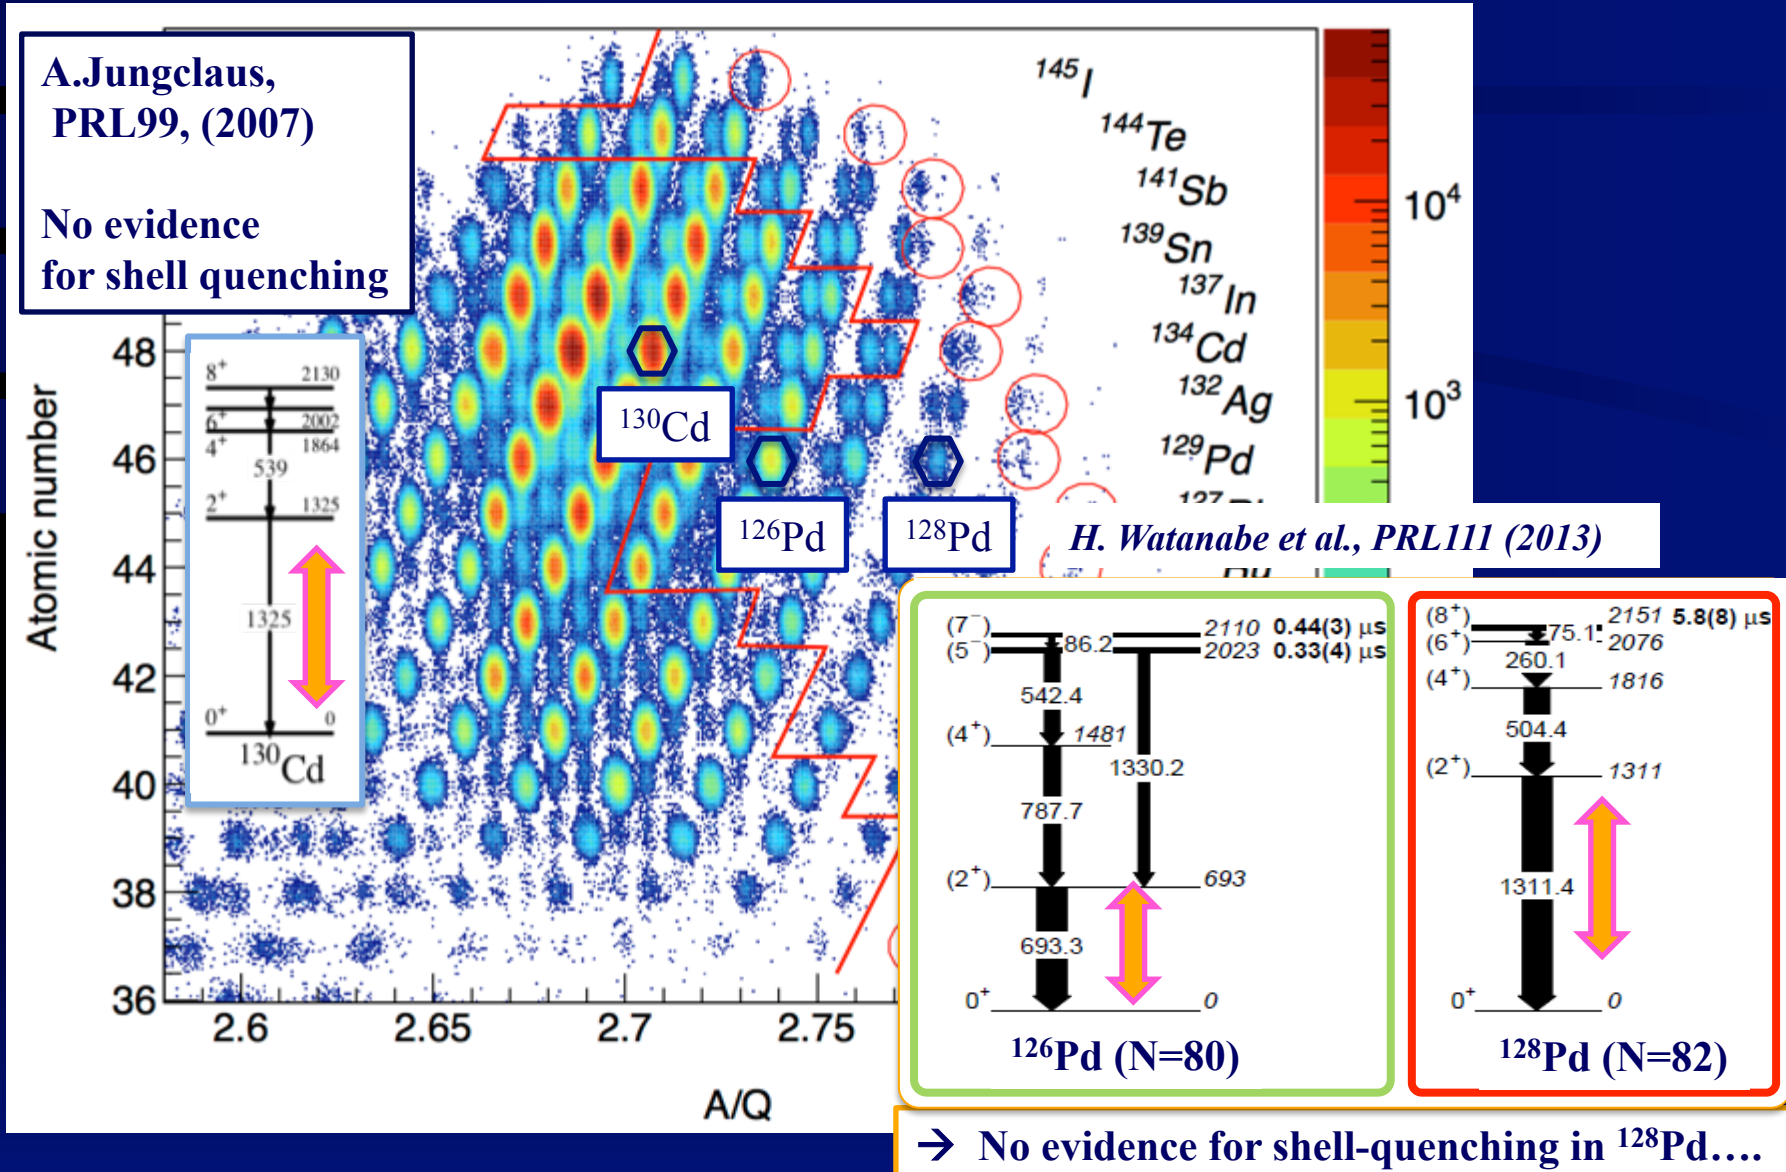 A.Jungclaus,
PRL99, (2007)
No evidence
for shell quenching
¹⁴⁵I
¹⁴⁴Te
¹⁴¹Sb
¹³⁹Sn
¹³⁷In
¹³⁴Cd
¹³²Ag
¹²⁹Pd
10⁴
10³
Atomic number
48
46
44
42
40
38
36
2.6
2.65
2.7
2.75
A/Q
8⁺ 2130
6⁺ 2002
4⁺ 1864
539
2⁺ 1325
1325
0⁺ 0
¹³⁰Cd
¹³⁰Cd
¹²⁶Pd
¹²⁸Pd
H. Watanabe et al., PRL111 (2013)
(7⁻) 2110 0.44(3) μs
86.2
(5⁻) 2023 0.33(4) μs
542.4
(4⁺) 1481
1330.2
787.7
(2⁺) 693
693.3
0⁺ 0
¹²⁶Pd (N=80)
(8⁺) 2151 5.8(8) μs
75.1
(6⁺) 2076
260.1
(4⁺) 1816
504.4
(2⁺) 1311
1311.4
0⁺ 0
¹²⁸Pd (N=82)
→ No evidence for shell-quenching in ¹²⁸Pd....